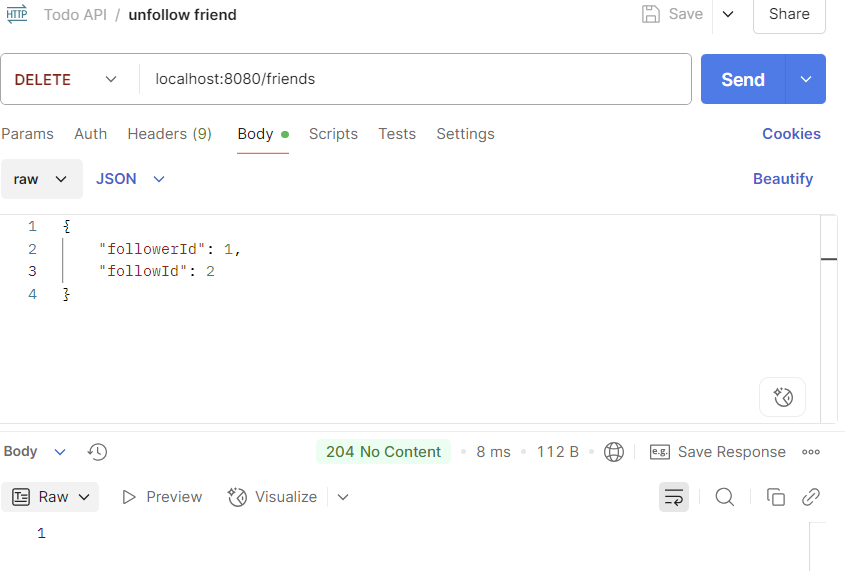 HTTP Todo API / unfollow friend Save Share
DELETE localhost:8080/friends Send
Params Auth Headers (9) Body Scripts Tests Settings Cookies
raw JSON Beautify
1 {
2 "followerId": 1,
3 "followId": 2
4 }
Body 204 No Content 8 ms 112 B e.g. Save Response
Raw Preview Visualize
1